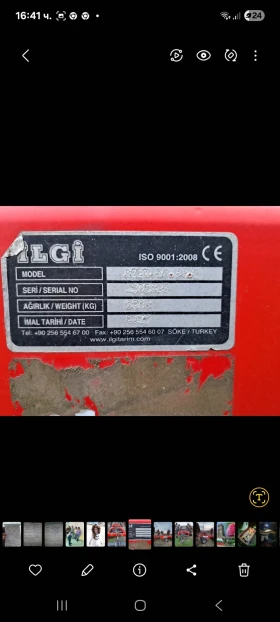 16:41 ч.
24
İLGİ
ISO 9001:2008 CE
MODEL
SERİ / SERIAL NO
AĞIRLIK / WEIGHT (KG)
İMAL TARİHİ / DATE
Tel: +90 256 554 67 00 Fax: +90 256 554 60 07 SÖKE / TURKEY
www.ilgitarim.com
T